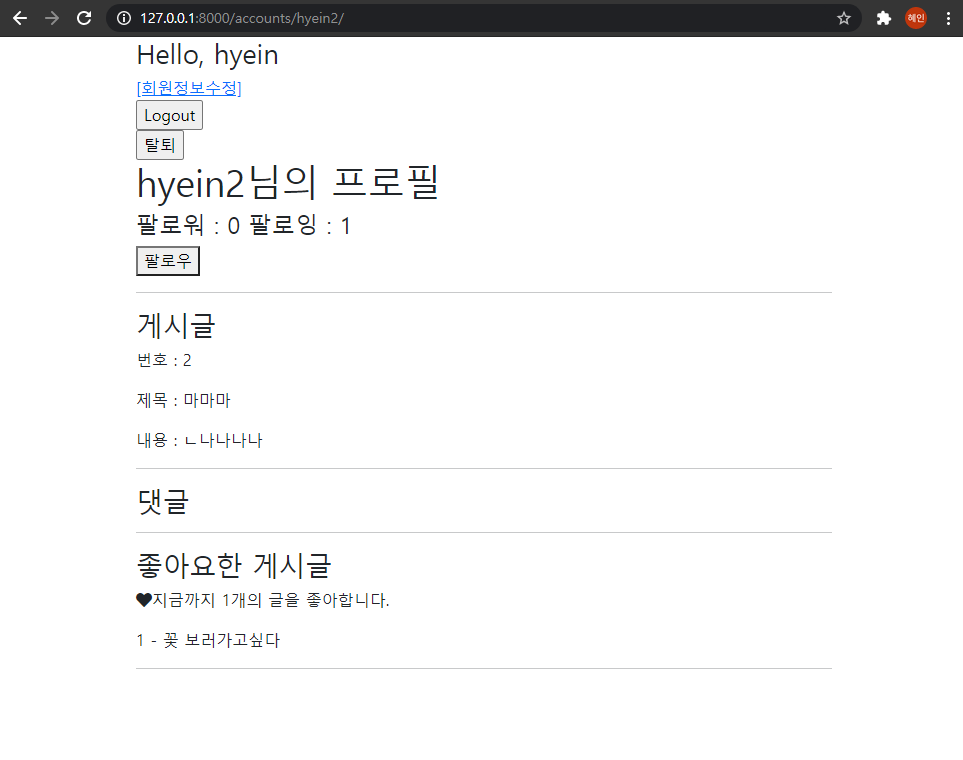 127.0.0.1:8000/accounts/hyein2/
혜인
Hello, hyein
[회원정보수정]
Logout
탈퇴
hyein2님의 프로필
팔로워 : 0 팔로잉 : 1
팔로우
게시글
번호 : 2
제목 : 마마마
내용 : ㄴ나나나나
댓글
좋아요한 게시글
지금까지 1개의 글을 좋아합니다.
1 - 꽃 보러가고싶다